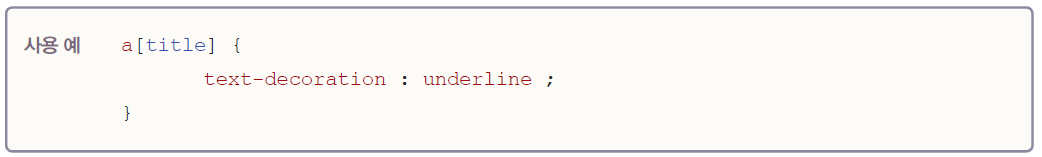 사용 예 a[title] {
text-decoration : underline ;
}